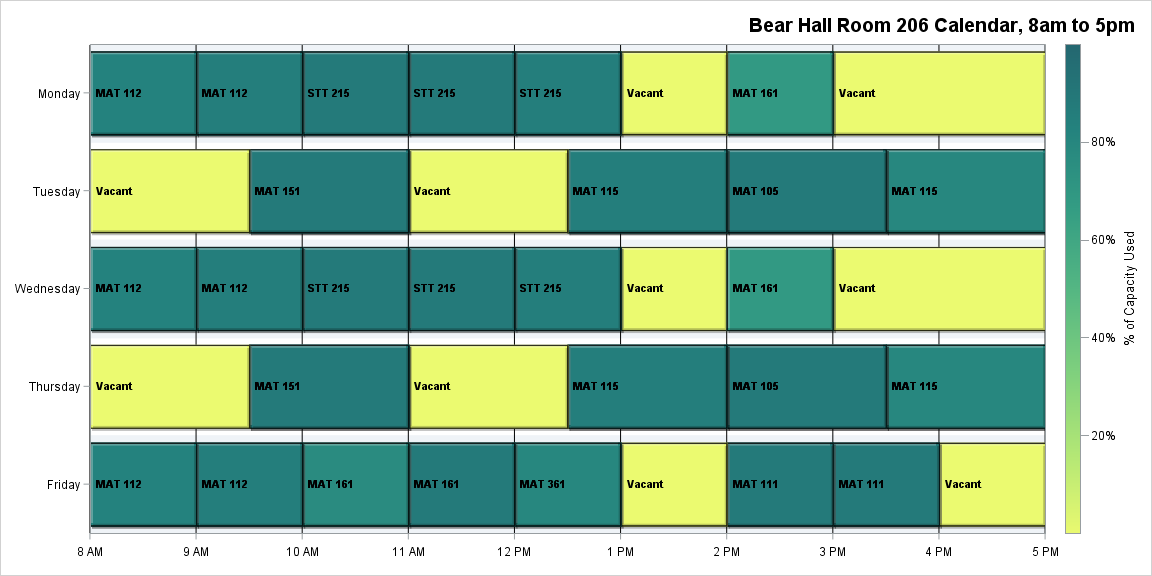 Bear Hall Room 206 Calendar, 8am to 5pm
Monday MAT 112 MAT 112 STT 215 STT 215 STT 215 Vacant MAT 161 Vacant
80%
Tuesday Vacant MAT 151 Vacant MAT 115 MAT 105 MAT 115
60%
Wednesday MAT 112 MAT 112 STT 215 STT 215 STT 215 Vacant MAT 161 Vacant
% of Capacity Used
40%
Thursday Vacant MAT 151 Vacant MAT 115 MAT 105 MAT 115
20%
Friday MAT 112 MAT 112 MAT 161 MAT 161 MAT 361 Vacant MAT 111 MAT 111 Vacant
8 AM 9 AM 10 AM 11 AM 12 PM 1 PM 2 PM 3 PM 4 PM 5 PM